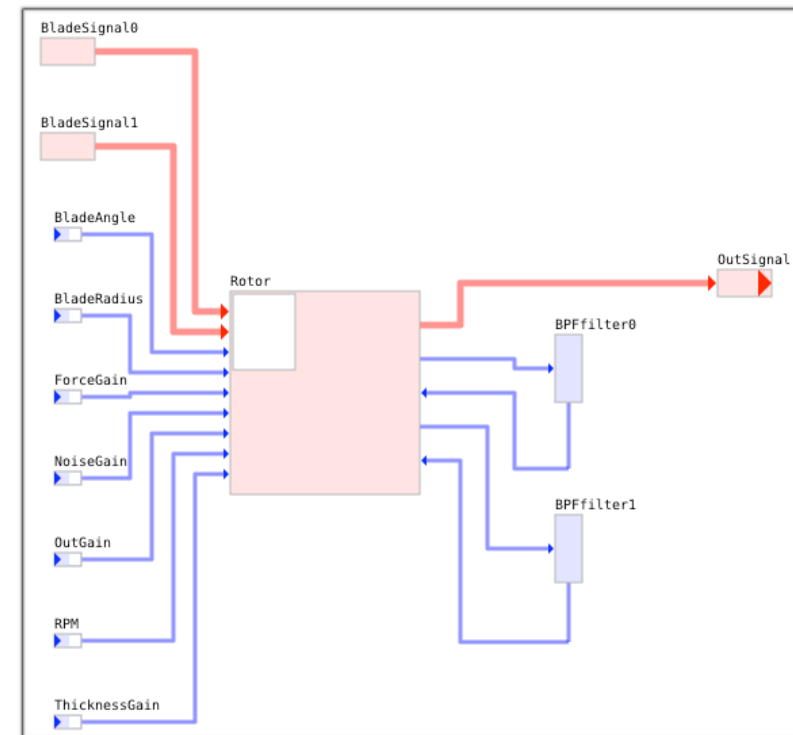 BladeSignal0
BladeSignal1
BladeAngle
BladeRadius
ForceGain
NoiseGain
OutGain
RPM
ThicknessGain
Rotor
OutSignal
BPFfilter0
BPFfilter1